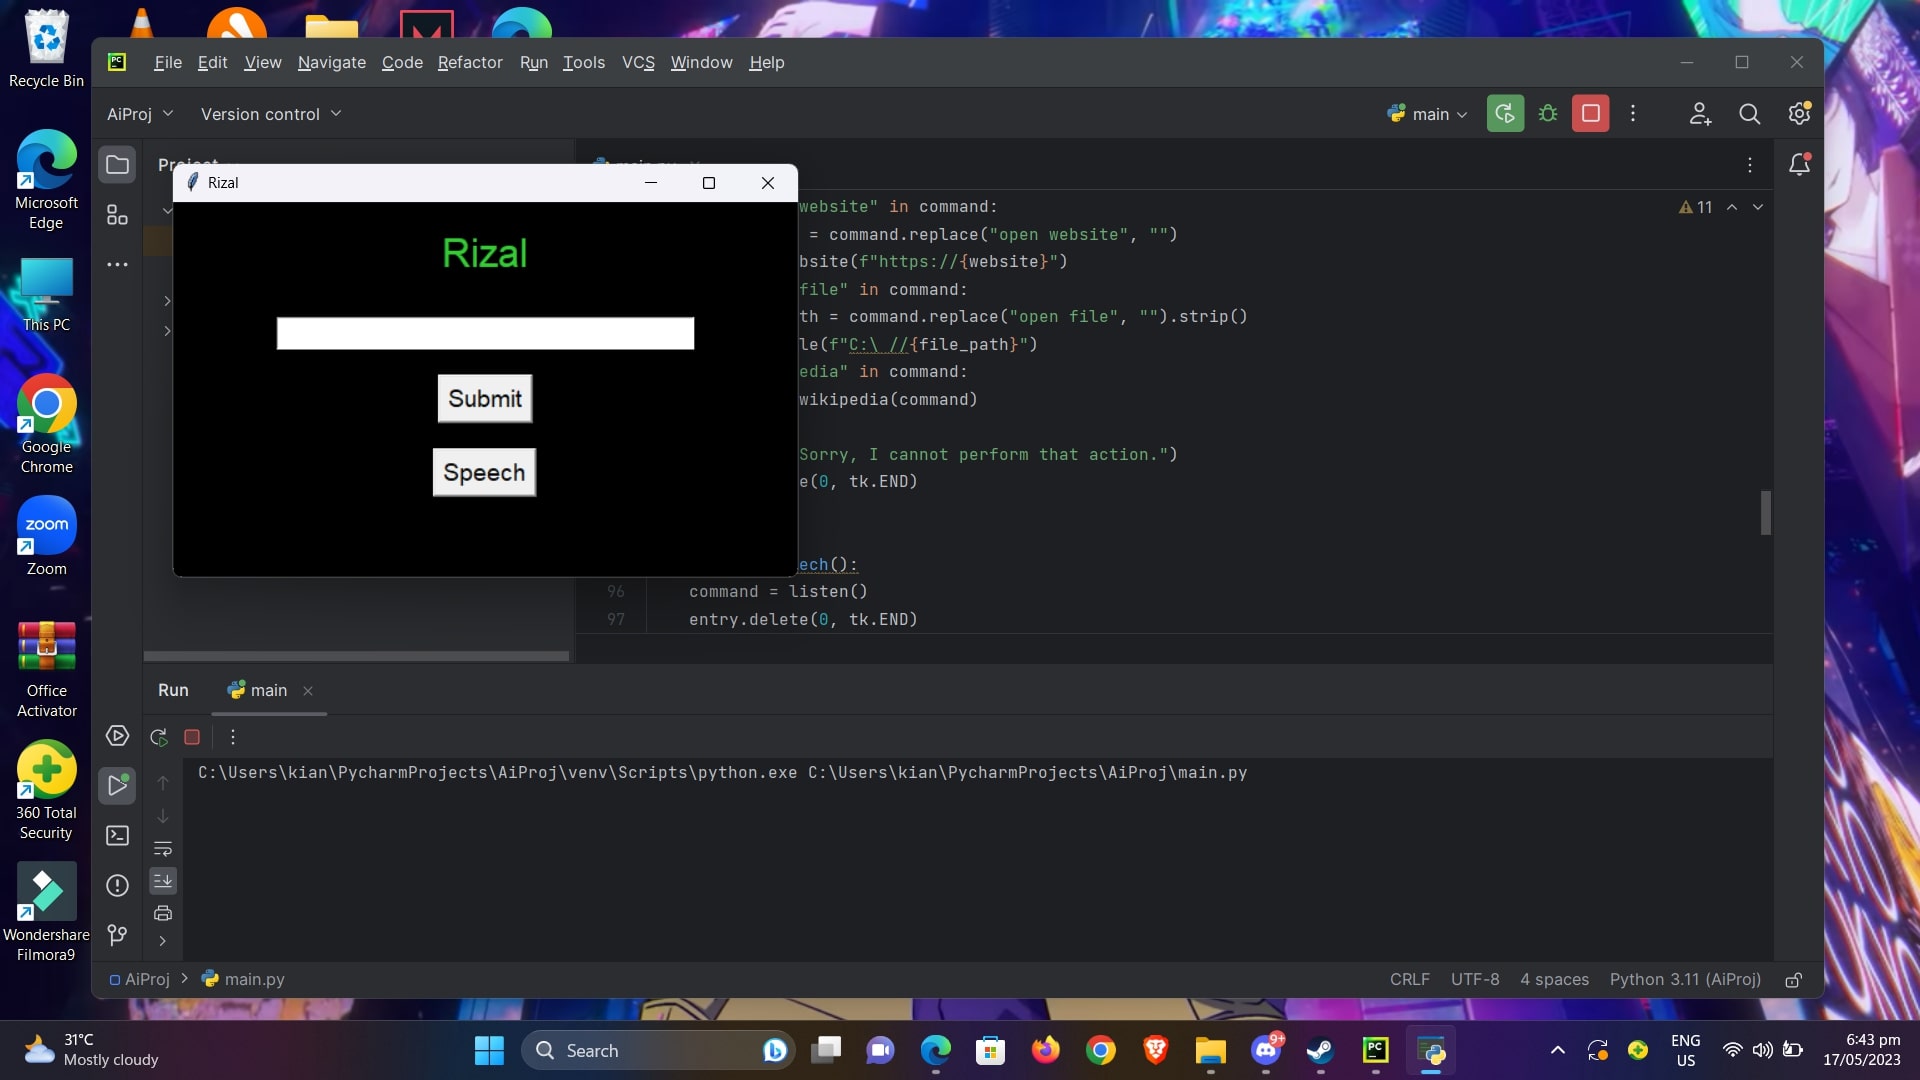 Recycle Bin
Microsoft
Edge
This PC
Google
Chrome
zoom
Zoom
Office
Activator
360 Total
Security
Wondershare
Filmora9
PC
File Edit View Navigate Code Refactor Run Tools VCS Window Help
AiProj Version control
main
Rizal
Rizal
Submit
Speech
website" in command:
= command.replace("open website", "")
bsite(f"https://{website}")
file" in command:
th = command.replace("open file", "").strip()
le(f"C:\ //{file_path}")
edia" in command:
wikipedia(command)
Sorry, I cannot perform that action.")
e(0, tk.END)
ech():
96 command = listen()
97 entry.delete(0, tk.END)
11
Run main
C:\Users\kian\PycharmProjects\AiProj\venv\Scripts\python.exe C:\Users\kian\PycharmProjects\AiProj\main.py
AiProj > main.py
CRLF UTF-8 4 spaces Python 3.11 (AiProj)
31°C
Mostly cloudy
Search
9+
PC
ENG
US
6:43 pm
17/05/2023